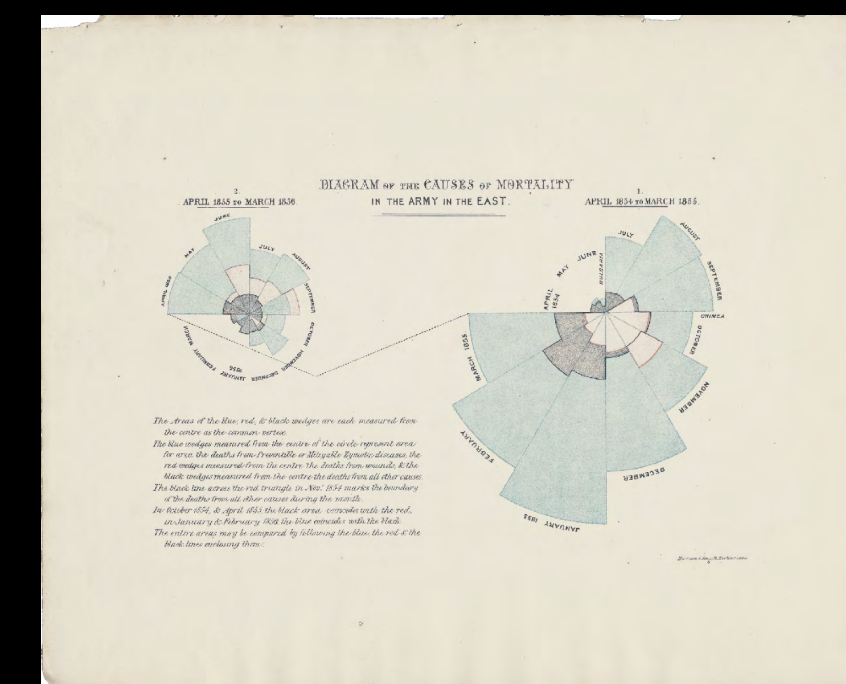 DIAGRAM OF THE CAUSES OF MORTALITY
IN THE ARMY IN THE EAST.
2.
APRIL 1855 TO MARCH 1856.
1.
APRIL 1854 TO MARCH 1855.
JUNE
JULY
AUGUST
SEPTEMBER
OCTOBER
NOVEMBER
DECEMBER
JANUARY 1856
FEBRUARY
MARCH
APRIL 1855
MAY
APRIL 1854
MAY
JUNE
JULY
AUGUST
SEPTEMBER
CRIMEA
OCTOBER
NOVEMBER
DECEMBER
JANUARY 1855
FEBRUARY
MARCH 1855
BULGARIA
The Areas of the blue, red, & black wedges are each measured from
the centre as the common vertex.
The blue wedges measured from the centre of the circle represent area
for area the deaths from Preventible or Mitigable Zymotic diseases, the
red wedges measured from the centre the deaths from wounds, & the
black wedges measured from the centre the deaths from all other causes.
The black line across the red triangle in Nov. 1854 marks the boundary
of the deaths from all other causes during the month.
In October 1854, & April 1855, the black area coincides with the red,
in January & February 1856, the blue coincides with the black.
The entire areas may be compared by following the blue, the red & the
black lines enclosing them.